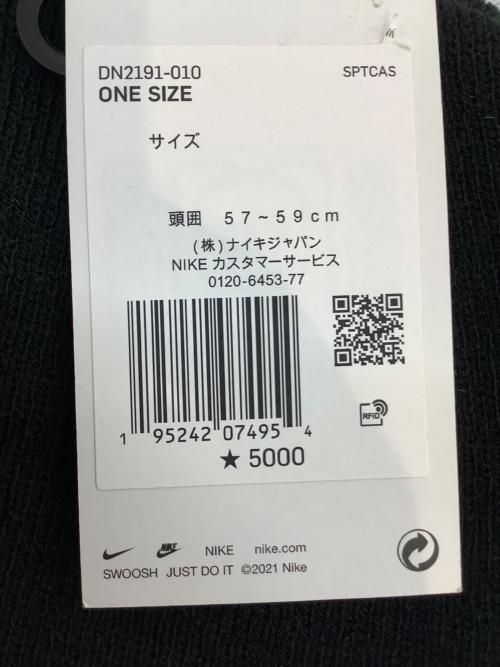 DN2191-010 SPTCAS
ONE SIZE
サイズ
頭囲 57~59cm
(株)ナイキジャパン
NIKE カスタマーサービス
0120-6453-77
1 95242 07495 4
★ 5000
RFID
NIKE NIKE nike.com
SWOOSH JUST DO IT ©2021 Nike